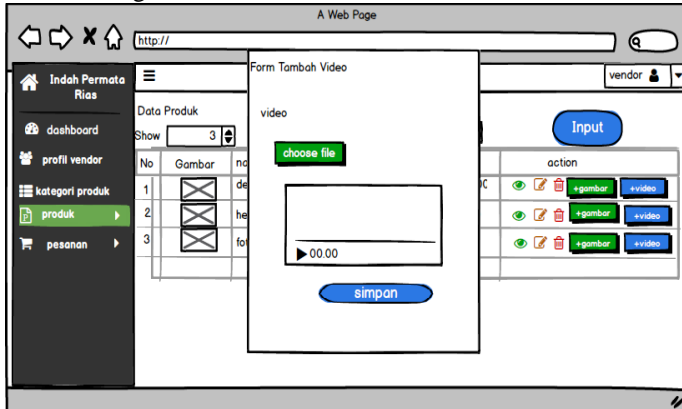 A Web Page
http://
Indah Permata
Rias
dashboard
profil vendor
kategori produk
produk
pesanan
vendor
Data Produk
Show 3
Input
No Gambar action
1 +gambar +video
2 +gambar +video
3 +gambar +video
Form Tambah Video
video
choose file
00.00
simpan